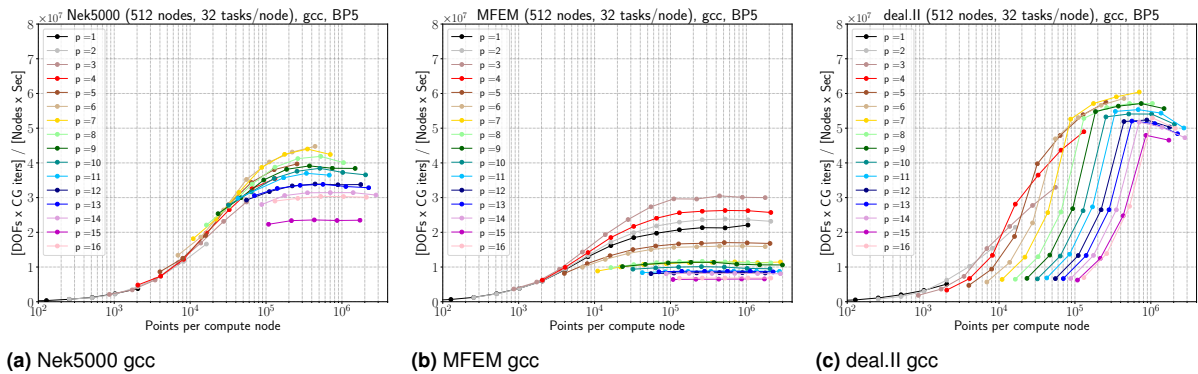 ×10⁷ Nek5000 (512 nodes, 32 tasks/node), gcc, BP5
8
7
6
5
4
3
2
1
0
[DOFs x CG iters] / [Nodes x Sec]
p =1
p =2
p =3
p =4
p =5
p =6
p =7
p =8
p =9
p =10
p =11
p =12
p =13
p =14
p =15
p =16
10² 10³ 10⁴ 10⁵ 10⁶
Points per compute node
(a) Nek5000 gcc
×10⁷ MFEM (512 nodes, 32 tasks/node), gcc, BP5
8
7
6
5
4
3
2
1
0
[DOFs x CG iters] / [Nodes x Sec]
p =1
p =2
p =3
p =4
p =5
p =6
p =7
p =8
p =9
p =10
p =11
p =12
p =13
p =14
p =15
p =16
10² 10³ 10⁴ 10⁵ 10⁶
Points per compute node
(b) MFEM gcc
×10⁷ deal.II (512 nodes, 32 tasks/node), gcc, BP5
8
7
6
5
4
3
2
1
0
[DOFs x CG iters] / [Nodes x Sec]
p =1
p =2
p =3
p =4
p =5
p =6
p =7
p =8
p =9
p =10
p =11
p =12
p =13
p =14
p =15
p =16
10² 10³ 10⁴ 10⁵ 10⁶
Points per compute node
(c) deal.II gcc